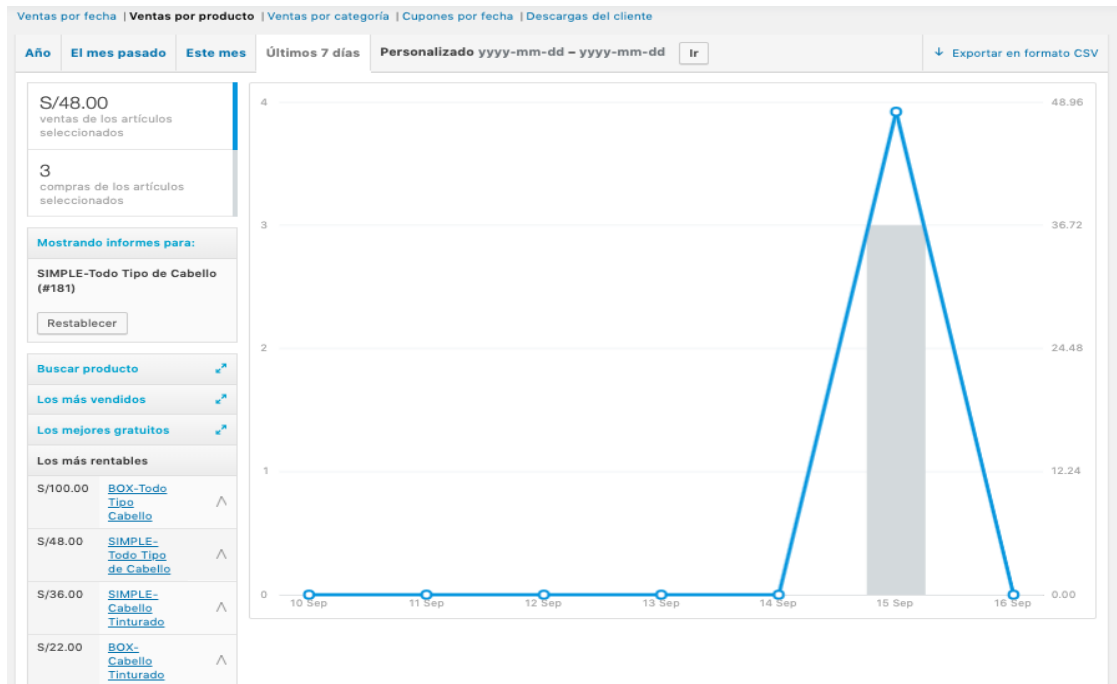 Ventas por fecha | Ventas por producto | Ventas por categoría | Cupones por fecha | Descargas del cliente
Año El mes pasado Este mes Últimos 7 días Personalizado yyyy-mm-dd – yyyy-mm-dd Ir Exportar en formato CSV
S/48.00
ventas de los artículos
seleccionados
3
compras de los artículos
seleccionados
Mostrando informes para:
SIMPLE-Todo Tipo de Cabello
(#181)
Restablecer
Buscar producto
Los más vendidos
Los mejores gratuitos
Los más rentables
S/100.00 BOX-Todo
Tipo
Cabello
S/48.00 SIMPLE-
Todo Tipo
de Cabello
S/36.00 SIMPLE-
Cabello
Tinturado
S/22.00 BOX-
Cabello
Tinturado
4 48.96
3 36.72
2 24.48
1 12.24
0 0.00
10 Sep 11 Sep 12 Sep 13 Sep 14 Sep 15 Sep 16 Sep